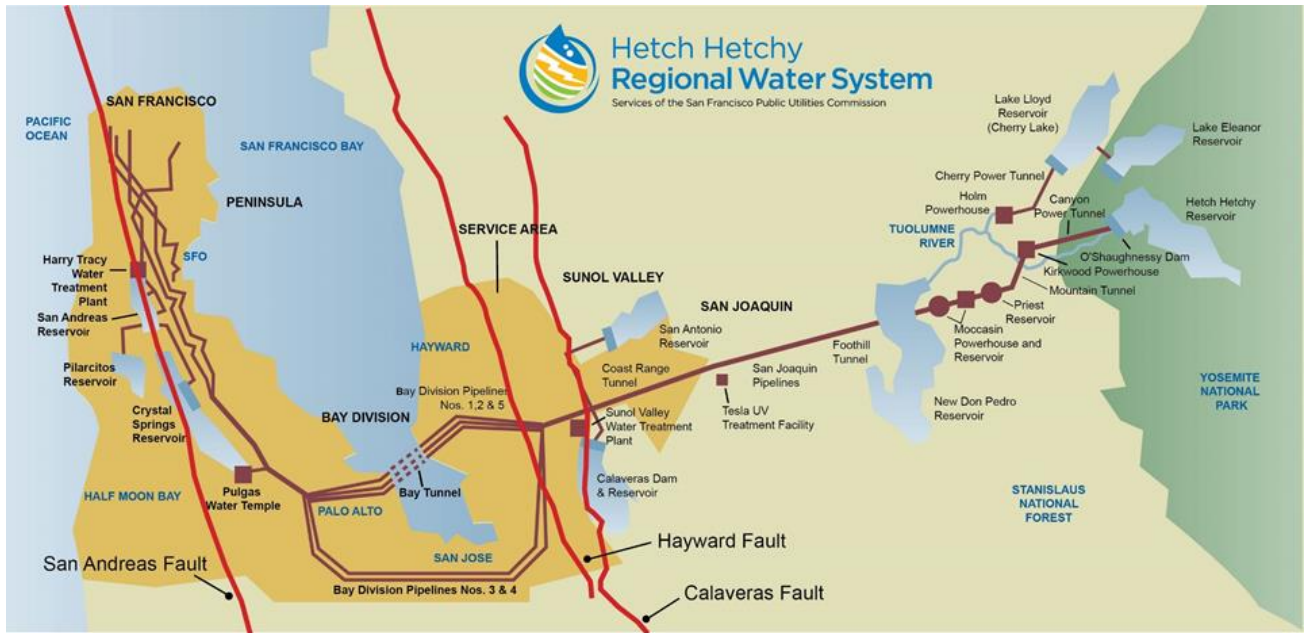 Hetch Hetchy
Regional Water System
Services of the San Francisco Public Utilities Commission
SAN FRANCISCO
PACIFIC
OCEAN
SAN FRANCISCO BAY
PENINSULA
SFO
Harry Tracy
Water
Treatment
Plant
San Andreas
Reservoir
Pilarcitos
Reservoir
Crystal
Springs
Reservoir
HALF MOON BAY
Pulgas
Water Temple
San Andreas Fault
SERVICE AREA
SUNOL VALLEY
HAYWARD
Bay Division Pipelines
Nos. 1,2 & 5
BAY DIVISION
Bay Tunnel
PALO ALTO
SAN JOSE
Bay Division Pipelines Nos. 3 & 4
San Antonio
Reservoir
Coast Range
Tunnel
Sunol Valley
Water Treatment
Plant
Calaveras Dam
& Reservoir
Hayward Fault
Calaveras Fault
SAN JOAQUIN
San Joaquin
Pipelines
Tesla UV
Treatment Facility
Foothill
Tunnel
New Don Pedro
Reservoir
Moccasin
Powerhouse and
Reservoir
Priest
Reservoir
Mountain Tunnel
Kirkwood Powerhouse
O'Shaughnessy Dam
TUOLUMNE
RIVER
Holm
Powerhouse
Cherry Power Tunnel
Canyon
Power Tunnel
Lake Lloyd
Reservoir
(Cherry Lake)
Lake Eleanor
Reservoir
Hetch Hetchy
Reservoir
YOSEMITE
NATIONAL
PARK
STANISLAUS
NATIONAL
FOREST